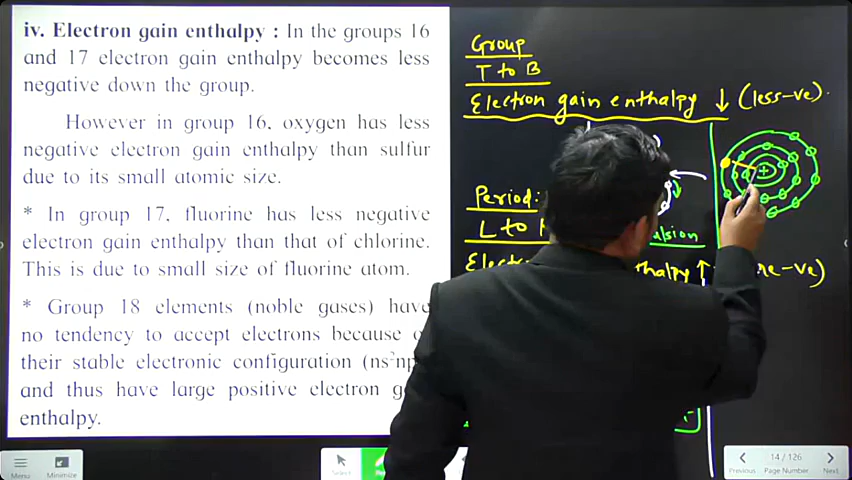 iv. Electron gain enthalpy : In the groups 16
and 17 electron gain enthalpy becomes less
negative down the group.
However in group 16, oxygen has less
negative electron gain enthalpy than sulfur
due to its small atomic size.
* In group 17, fluorine has less negative
electron gain enthalpy than that of chlorine.
This is due to small size of fluorine atom.
* Group 18 elements (noble gases) have
no tendency to accept electrons because
their stable electronic configuration (ns²np
and thus have large positive electron
enthalpy.
Group
T to B
Electron gain enthalpy ↓ (less-ve).
Period:
L to
↑ -ve)
+
Menu
Minimize
Previous
14 / 126
Page Number
Next